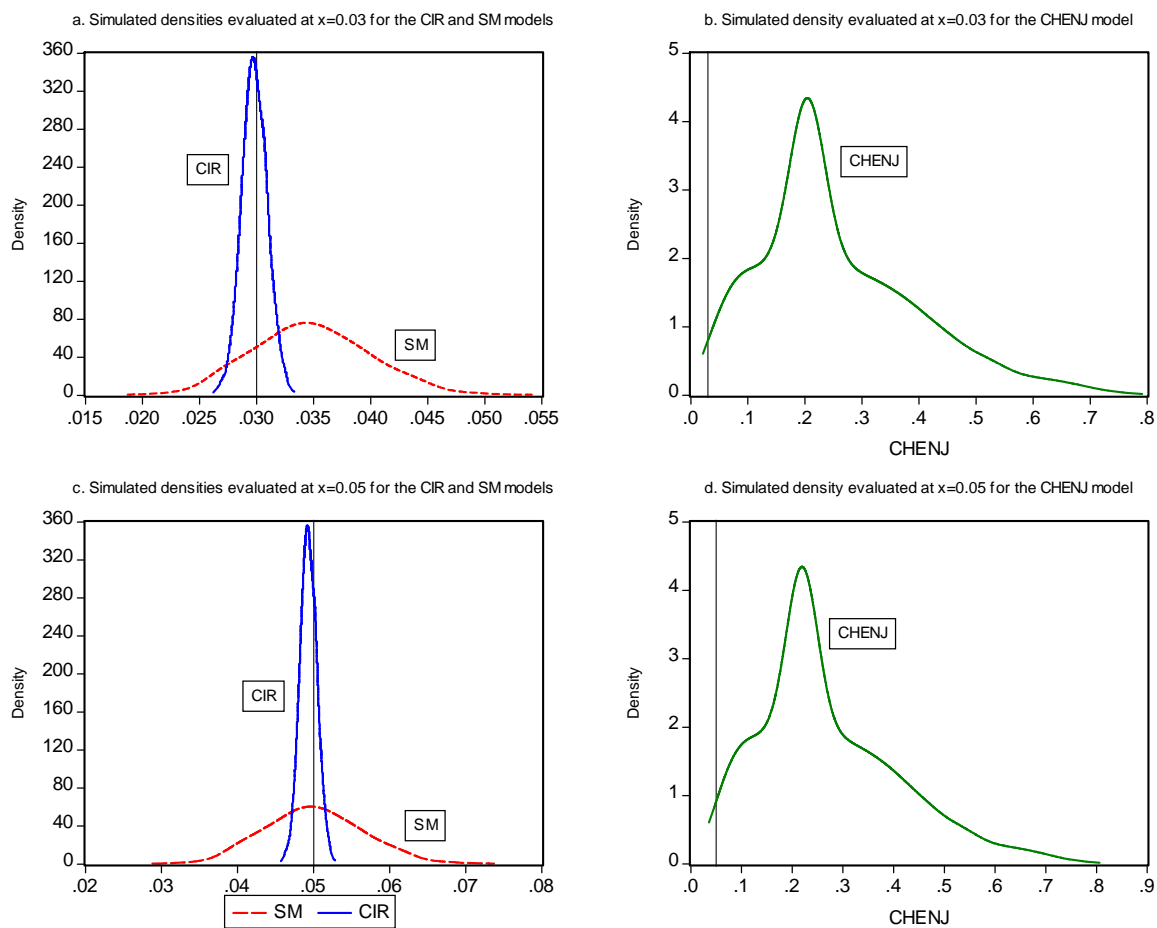 a. Simulated densities evaluated at x=0.03 for the CIR and SM models
Density
360
320
280
240
200
160
120
80
40
0
CIR
SM
.015 .020 .025 .030 .035 .040 .045 .050 .055
b. Simulated density evaluated at x=0.03 for the CHENJ model
Density
5
4
3
2
1
0
CHENJ
.0 .1 .2 .3 .4 .5 .6 .7 .8
CHENJ
c. Simulated densities evaluated at x=0.05 for the CIR and SM models
Density
360
320
280
240
200
160
120
80
40
0
CIR
SM
.02 .03 .04 .05 .06 .07 .08
SM CIR
d. Simulated density evaluated at x=0.05 for the CHENJ model
Density
5
4
3
2
1
0
CHENJ
.0 .1 .2 .3 .4 .5 .6 .7 .8 .9
CHENJ